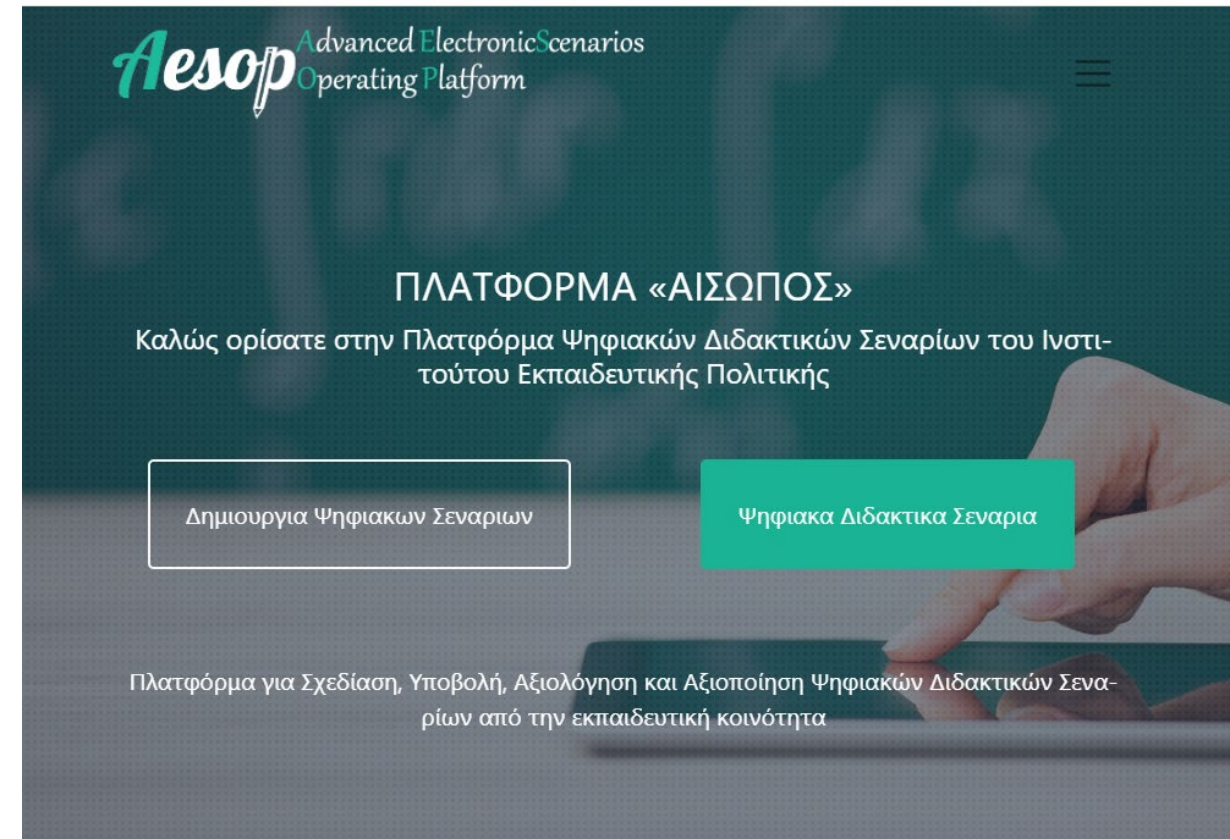 Aesop Advanced ElectronicScenarios
Operating Platform
ΠΛΑΤΦΟΡΜΑ «ΑΙΣΩΠΟΣ»
Καλώς ορίσατε στην Πλατφόρμα Ψηφιακών Διδακτικών Σεναρίων του Ινστι-
τούτου Εκπαιδευτικής Πολιτικής
Δημιουργια Ψηφιακων Σεναριων
Ψηφιακα Διδακτικα Σεναρια
Πλατφόρμα για Σχεδίαση, Υποβολή, Αξιολόγηση και Αξιοποίηση Ψηφιακών Διδακτικών Σενα-
ρίων από την εκπαιδευτική κοινότητα